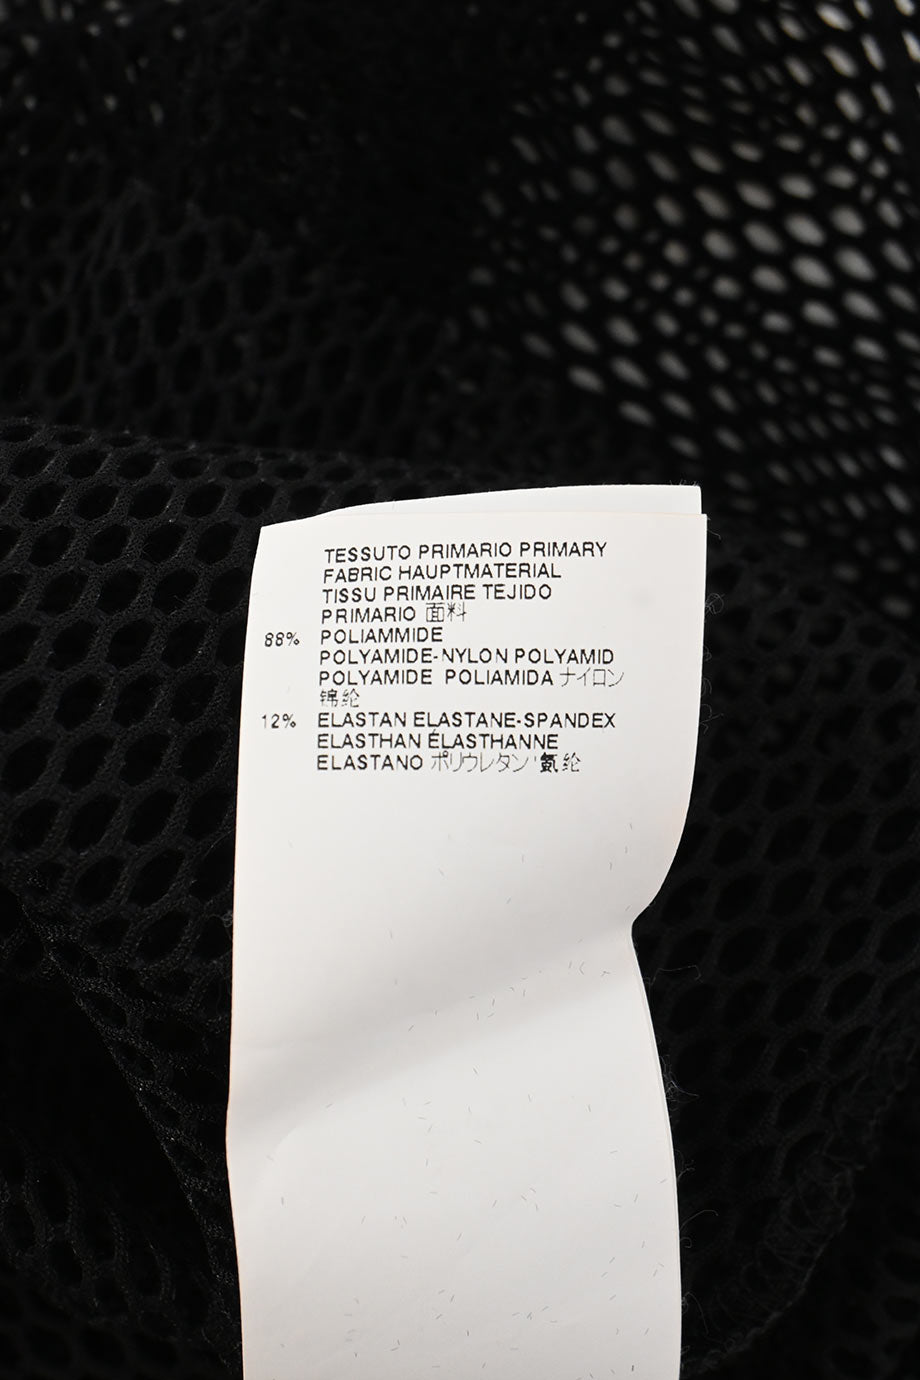 TESSUTO PRIMARIO PRIMARY
FABRIC HAUPTMATERIAL
TISSU PRIMAIRE TEJIDO
PRIMARIO 面料
88% POLIAMMIDE
POLYAMIDE-NYLON POLYAMID
POLYAMIDE POLIAMIDA ナイロン
锦纶
12% ELASTAN ELASTANE-SPANDEX
ELASTHAN ÉLASTHANNE
ELASTANO ポリウレタン 氨纶